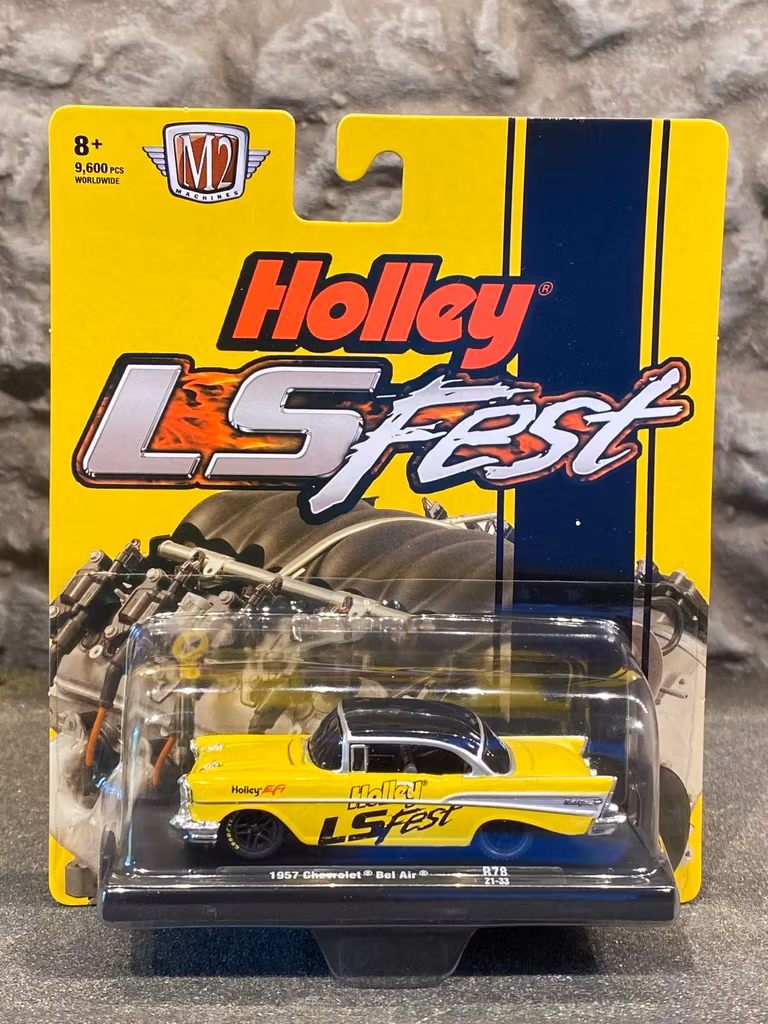 8+
9,600 PCS
WORLDWIDE
M2
MACHINES
Holley®
LS Fest
Holley EFI
Holley®
LS Fest
1957 Chevrolet® Bel Air®
R78
21-33